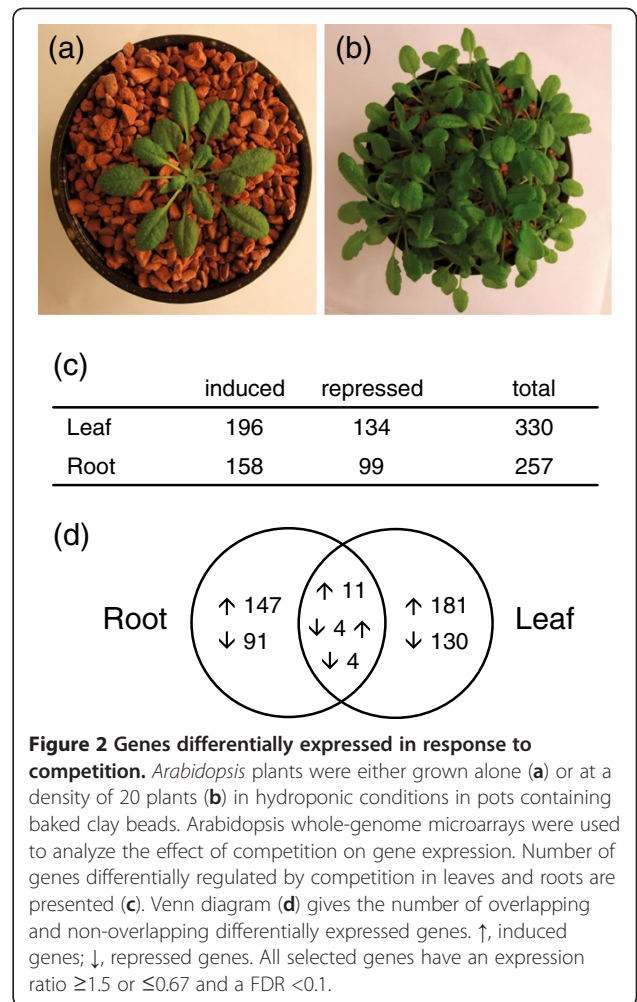 (a)
(b)
(c)
induced repressed total
Leaf 196 134 330
Root 158 99 257
(d)
Root
↑ 147
↓ 91
↑ 11
↓ 4 ↑
↓ 4
↑ 181
↓ 130
Leaf
Figure 2 Genes differentially expressed in response to
competition. Arabidopsis plants were either grown alone (a) or at a
density of 20 plants (b) in hydroponic conditions in pots containing
baked clay beads. Arabidopsis whole-genome microarrays were used
to analyze the effect of competition on gene expression. Number of
genes differentially regulated by competition in leaves and roots are
presented (c). Venn diagram (d) gives the number of overlapping
and non-overlapping differentially expressed genes. ↑, induced
genes; ↓, repressed genes. All selected genes have an expression
ratio ≥1.5 or ≤0.67 and a FDR <0.1.